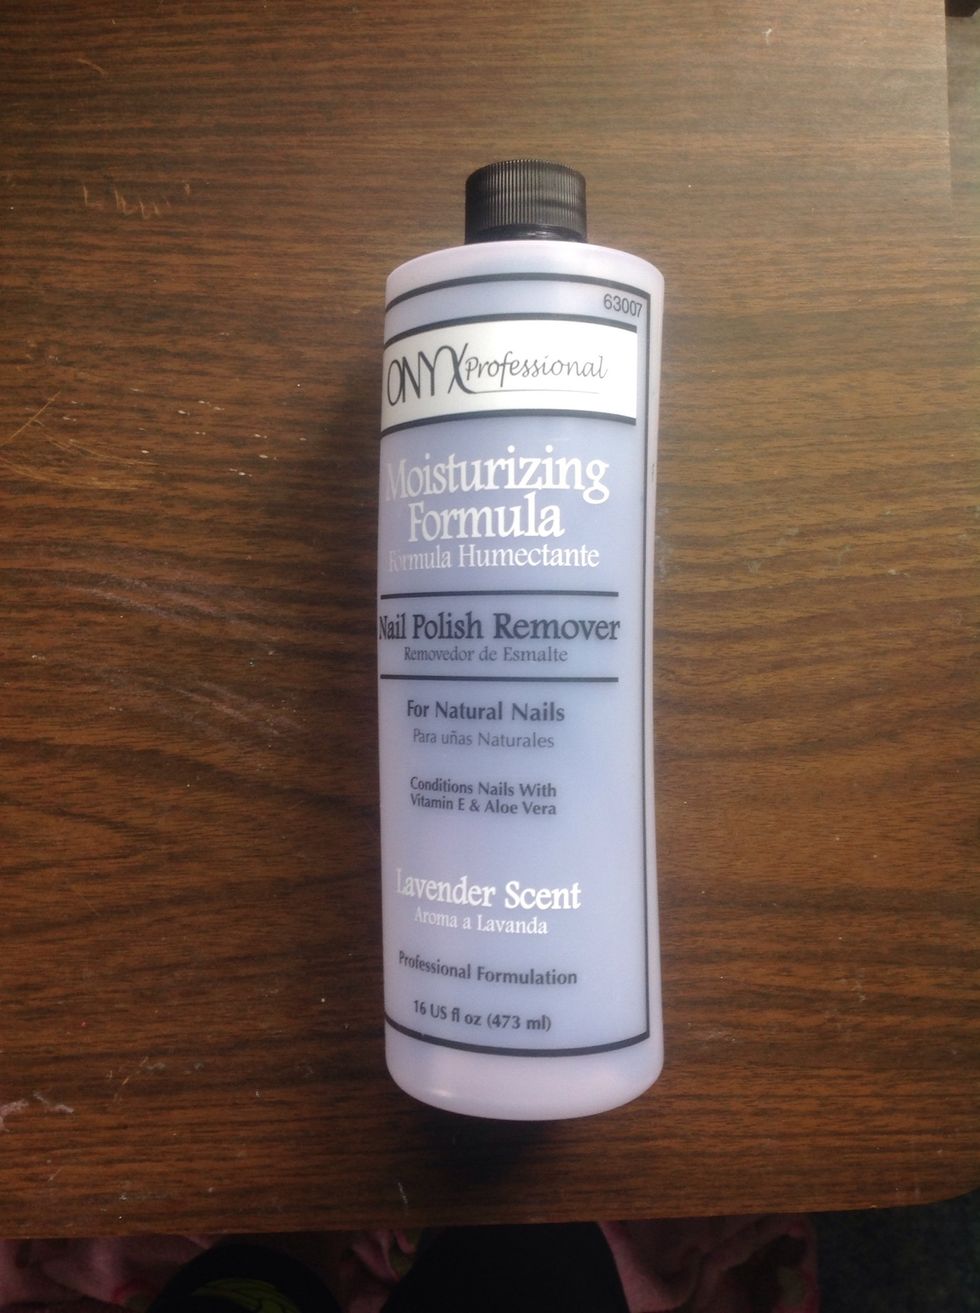 63007
ONYX Professional
Moisturizing
Formula
Formula Humectante
Nail Polish Remover
Removedor de Esmalte
For Natural Nails
Para uñas Naturales
Conditions Nails With
Vitamin E & Aloe Vera
Lavender Scent
Aroma a Lavanda
Professional Formulation
16 US fl oz (473 ml)